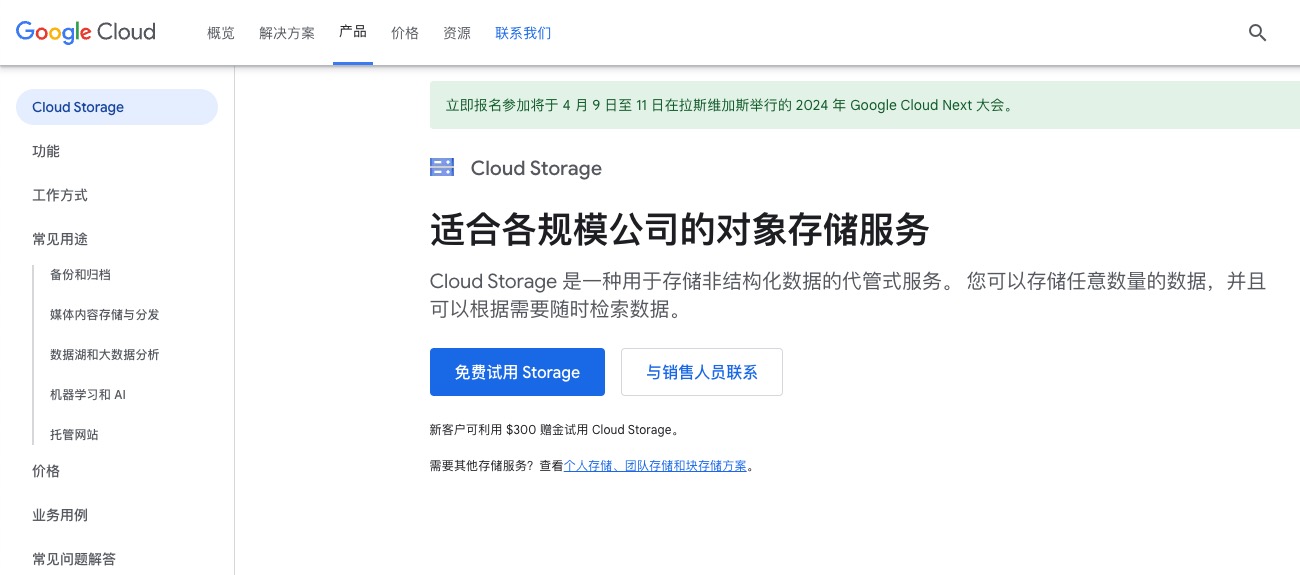 Google Cloud
概览 解决方案 产品 价格 资源 联系我们
Cloud Storage
功能
工作方式
常见用途
备份和归档
媒体内容存储与分发
数据湖和大数据分析
机器学习和 AI
托管网站
价格
业务用例
常见问题解答
立即报名参加将于 4 月 9 日至 11 日在拉斯维加斯举行的 2024 年 Google Cloud Next 大会。
Cloud Storage
适合各规模公司的对象存储服务
Cloud Storage 是一种用于存储非结构化数据的代管式服务。 您可以存储任意数量的数据，并且
可以根据需要随时检索数据。
免费试用 Storage
与销售人员联系
新客户可利用 $300 赠金试用 Cloud Storage。
需要其他存储服务？查看个人存储、团队存储和块存储方案。